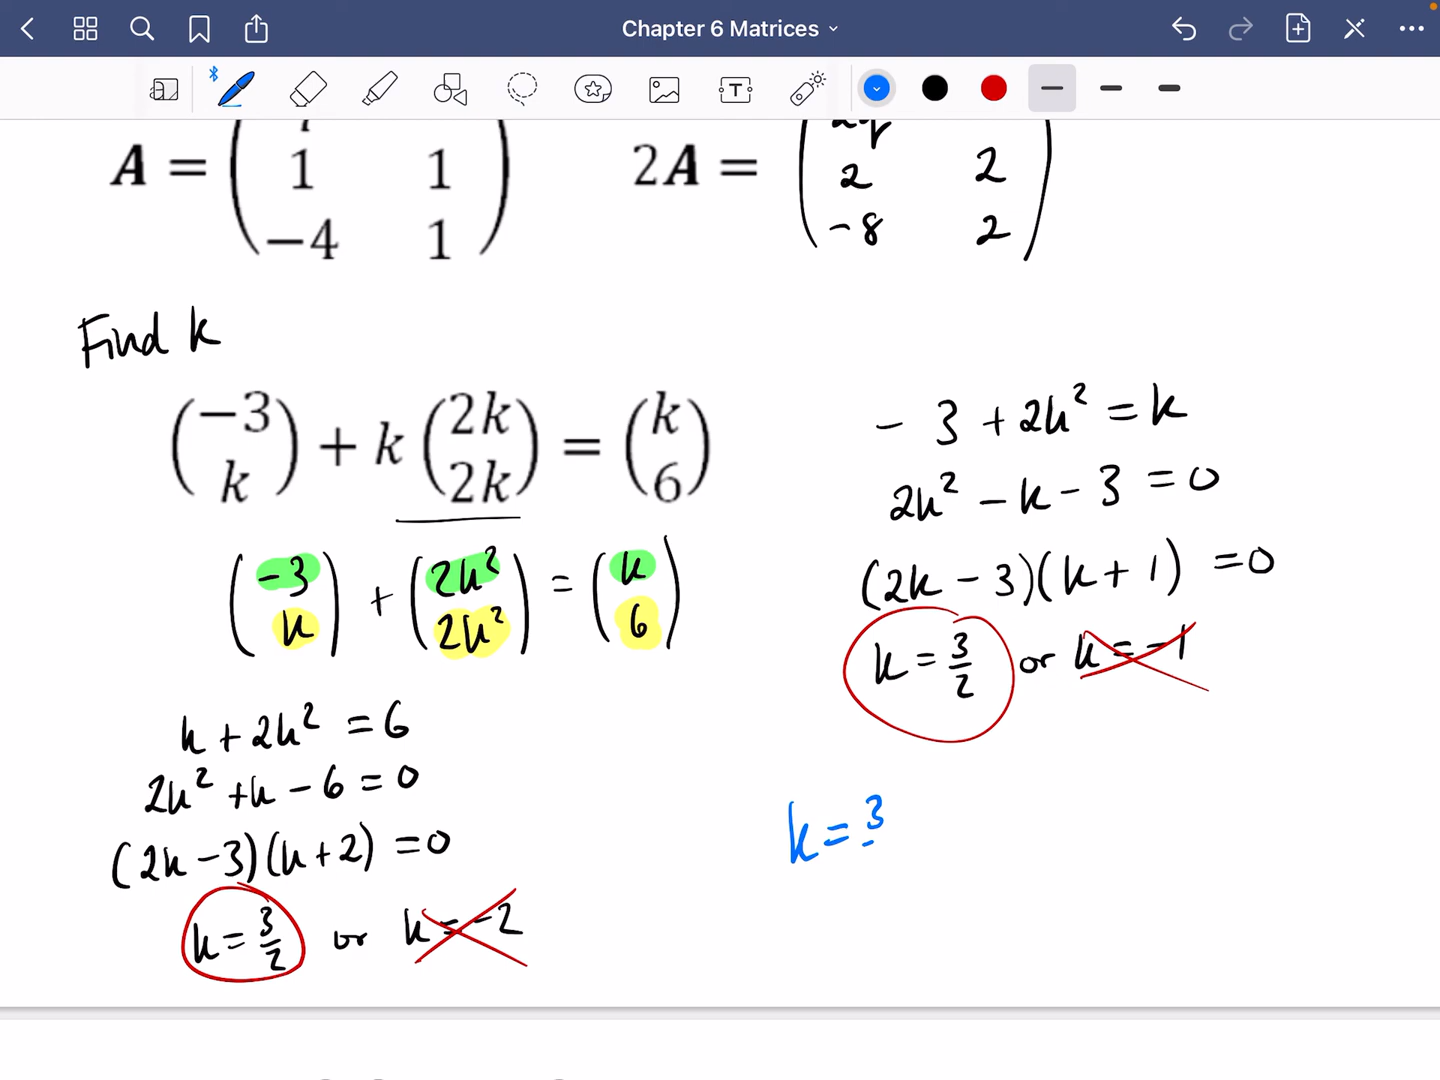 Chapter 6 Matrices
T
A = ( 1 1
-4 1 )
2A = ( 2q
2 2
-8 2 )
Find k
(-3
k) + k (2k
2k) = (k
6)
(-3
k) + (2k²
2k²) = (k
6)
k + 2k² = 6
2k² + k - 6 = 0
(2k - 3)(k + 2) = 0
k = 3/2 or k = -2
- 3 + 2k² = k
2k² - k - 3 = 0
(2k - 3)(k + 1) = 0
k = 3/2 or k = -1
k = 3